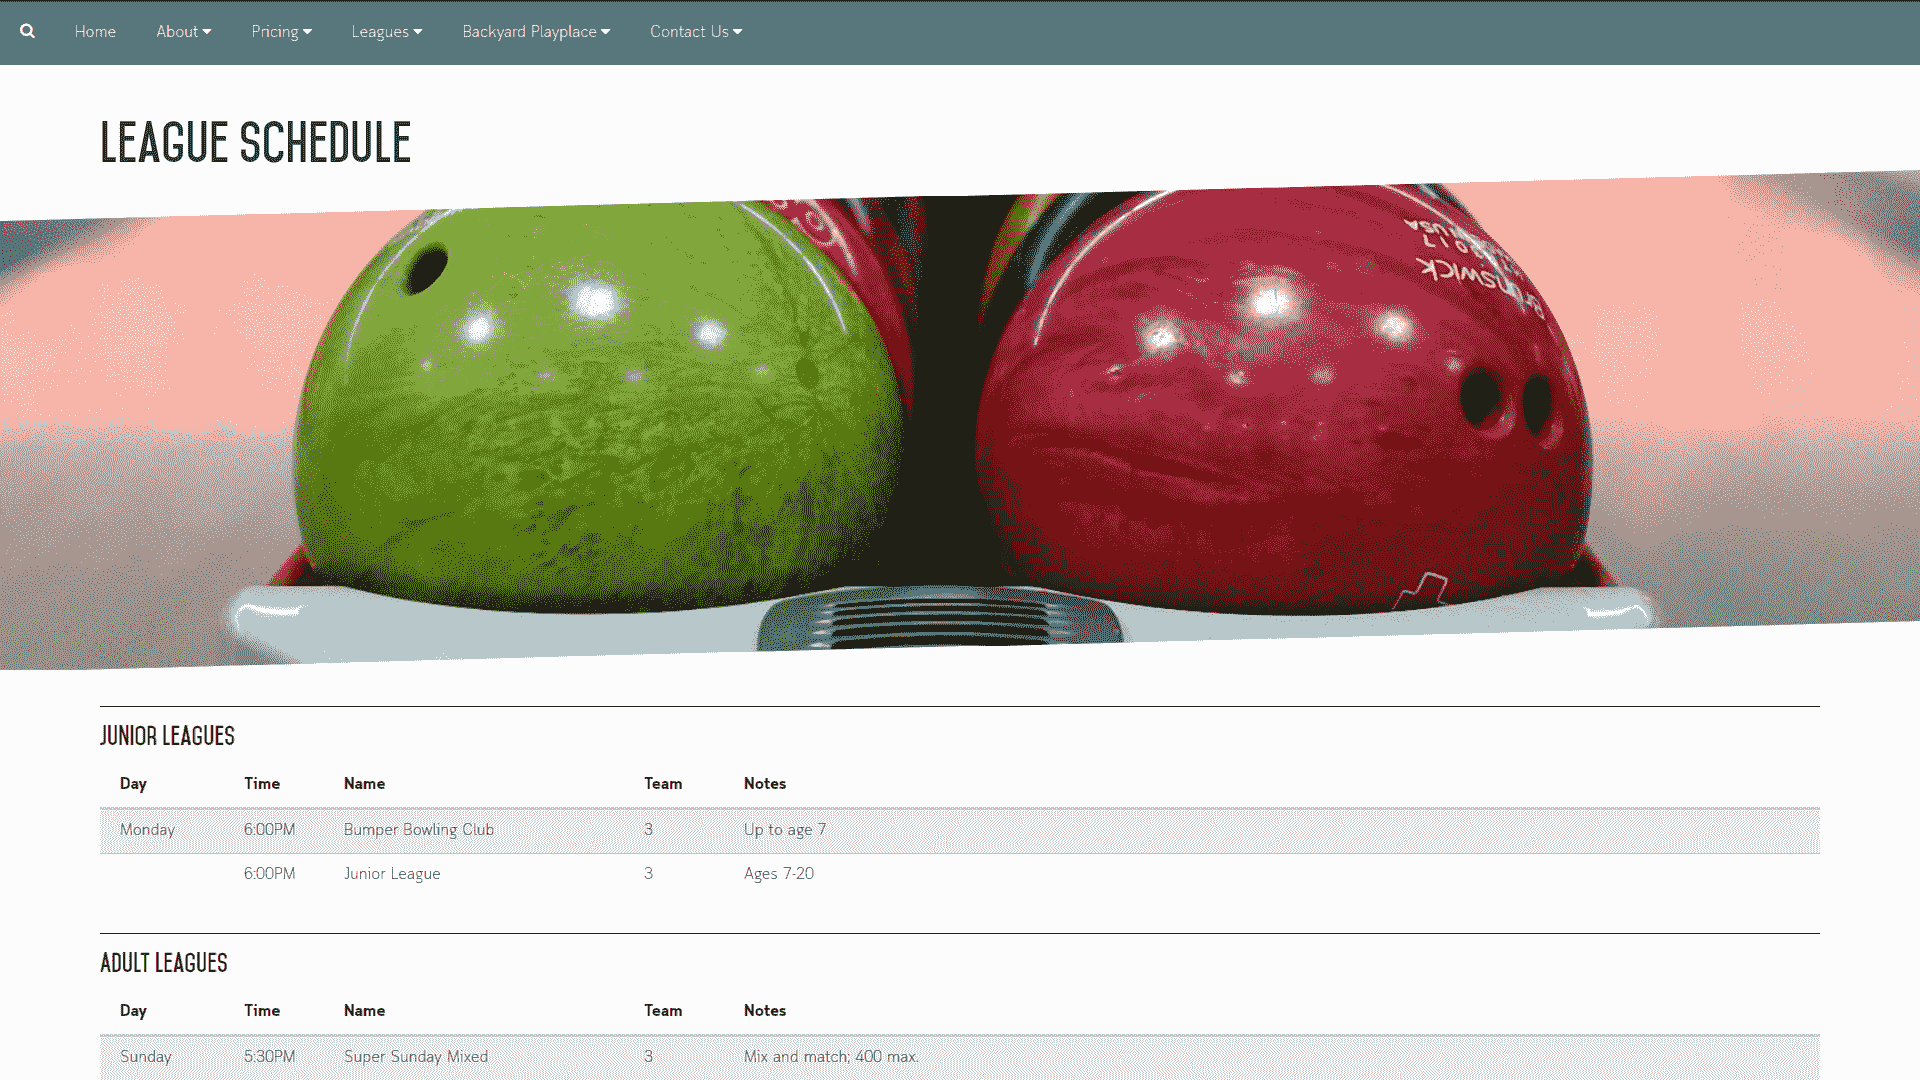 Home About Pricing Leagues Backyard Playplace Contact Us
LEAGUE SCHEDULE
USA
Brunswick
JUNIOR LEAGUES
Day Time Name Team Notes
Monday 6:00PM Bumper Bowling Club 3 Up to age 7
6:00PM Junior League 3 Ages 7-20
ADULT LEAGUES
Day Time Name Team Notes
Sunday 5:30PM Super Sunday Mixed 3 Mix and match; 400 max.